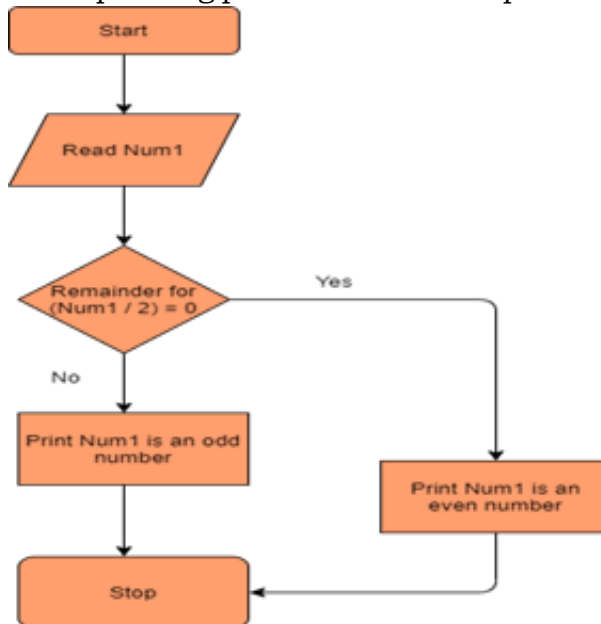 Start
Read Num1
Remainder for
(Num1 / 2) = 0
Yes
No
Print Num1 is an odd
number
Print Num1 is an
even number
Stop